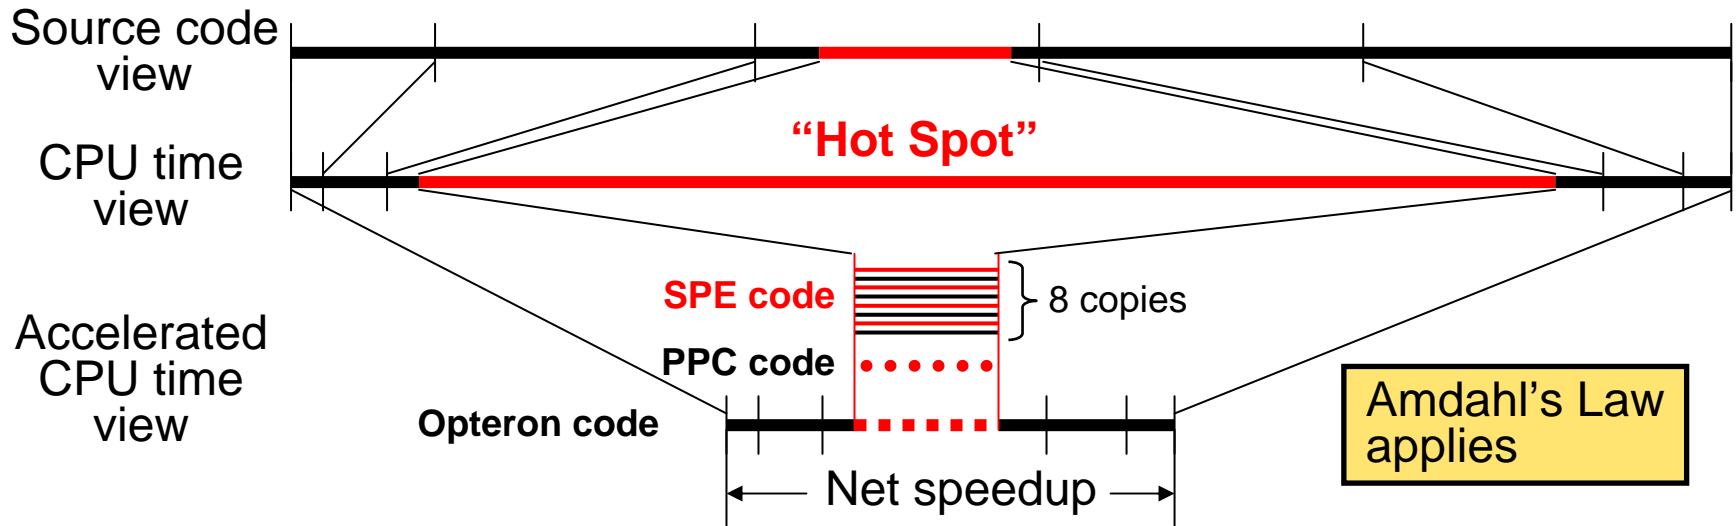 Source code
view
“Hot Spot”
CPU time
view
SPE code
8 copies
Accelerated
CPU time
view
PPC code
Opteron code
Amdahl’s Law
applies
Net speedup